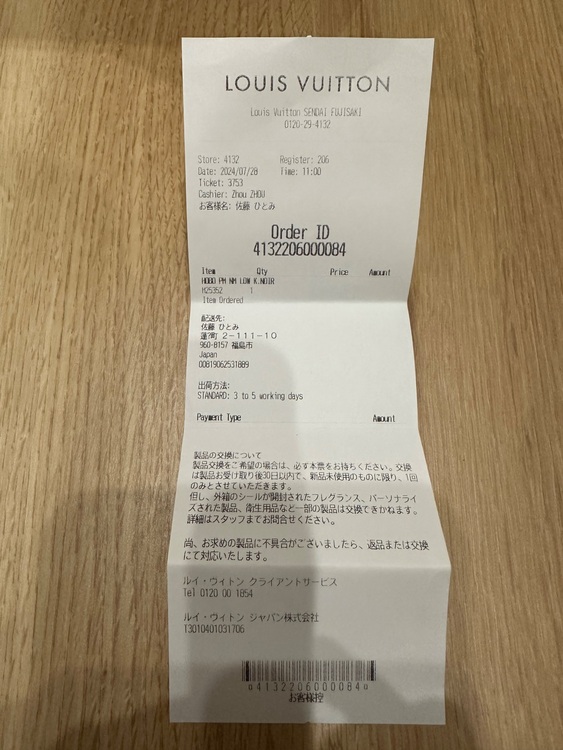 LOUIS VUITTON
Louis Vuitton SENDAI FUJISAKI
0120-29-4132
Store: 4132 Register: 206
Date: 2024/07/28 Time: 11:00
Ticket: 3753
Cashier: Zhou ZHOU
お客様名: 佐藤 ひとみ
Order ID
4132206000084
Item Qty Price Amount
HOBO PM NM LOW K.NOIR
M25352 1
Item Ordered
配送先:
佐藤 ひとみ
蓬?町 2-111-10
960-8157 福島市
Japan
00819062531889
出荷方法:
STANDARD: 3 to 5 working days
Payment Type Amount
製品の交換について
製品交換をご希望の場合は、必ず本票をお持ちください。交換
は製品お受け取り後30日以内で、新品未使用のものに限り、1回
のみとさせていただきます。
但し、外箱のシールが開封されたフレグランス、パーソナライ
ズされた製品、衛生用品など一部の製品は交換できかねます。
詳細はスタッフまでお問合せください。
尚、お求めの製品に不具合がございましたら、返品または交換
にて対応いたします。
ルイ・ヴィトン クライアントサービス
Tel 0120 00 1854
ルイ・ヴィトン ジャパン株式会社
T3010401031706
041322060000840
お客様控